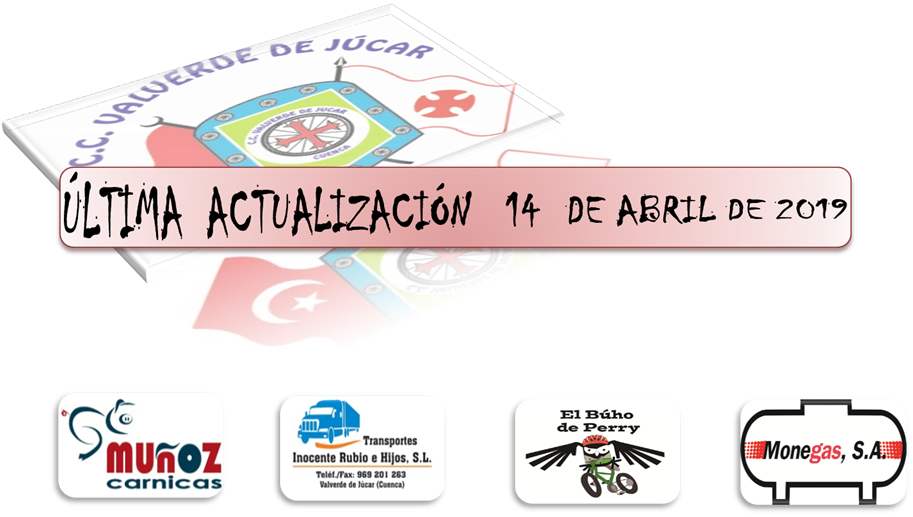 C.C. VALVERDE DE JÚCAR
C.C. VALVERDE DE JUCAR
CUENCA
ÚLTIMA ACTUALIZACIÓN 14 DE ABRIL DE 2019
MUÑOZ
carnicas
Transportes
Inocente Rubio e Hijos, S.L.
Teléf./Fax: 969 201 263
Valverde de Júcar (Cuenca)
El Búho
de Perry
Monegas, S.A.